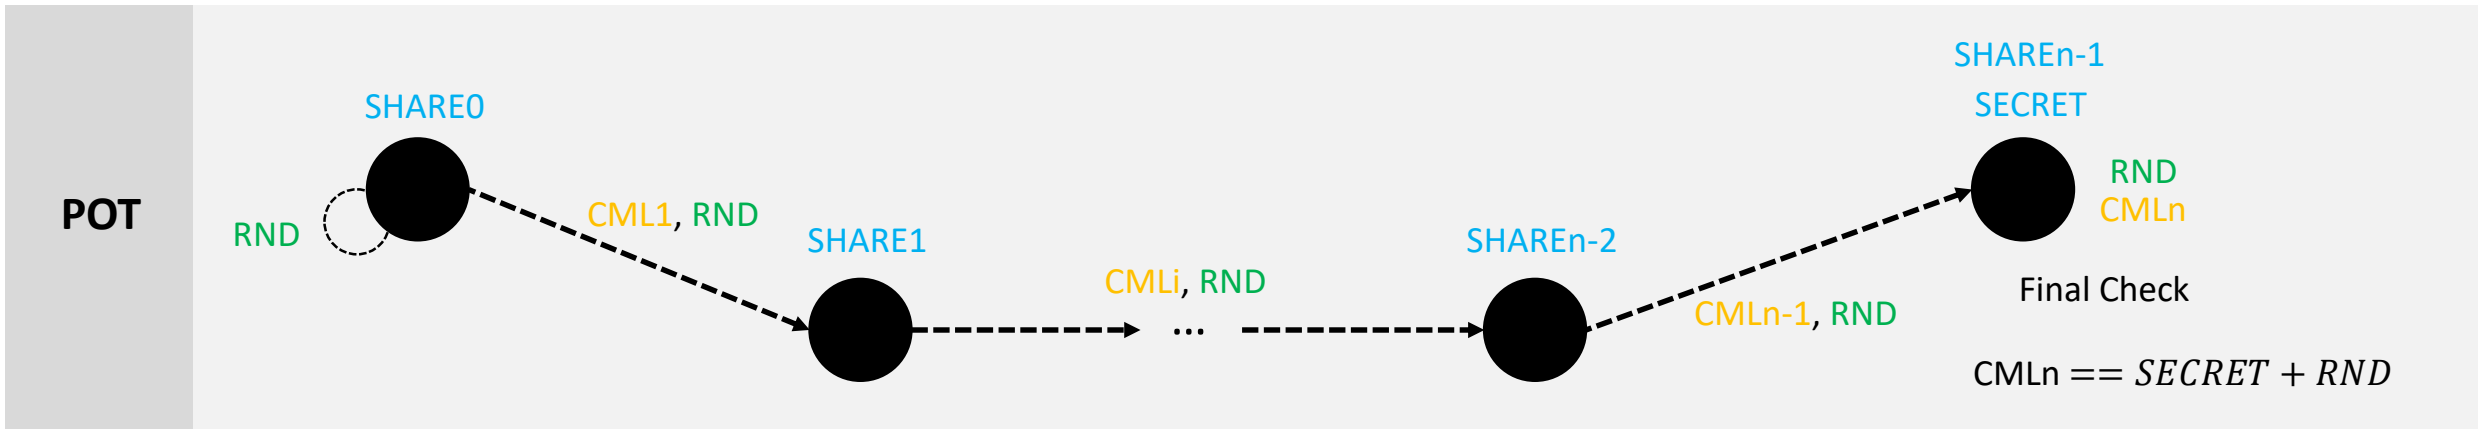 POT
SHARE0
RND
CML1, RND
SHARE1
CMLi, RND
...
SHAREn-2
CMLn-1, RND
SHAREn-1
SECRET
RND
CMLn
Final Check
CMLn == SECRET + RND